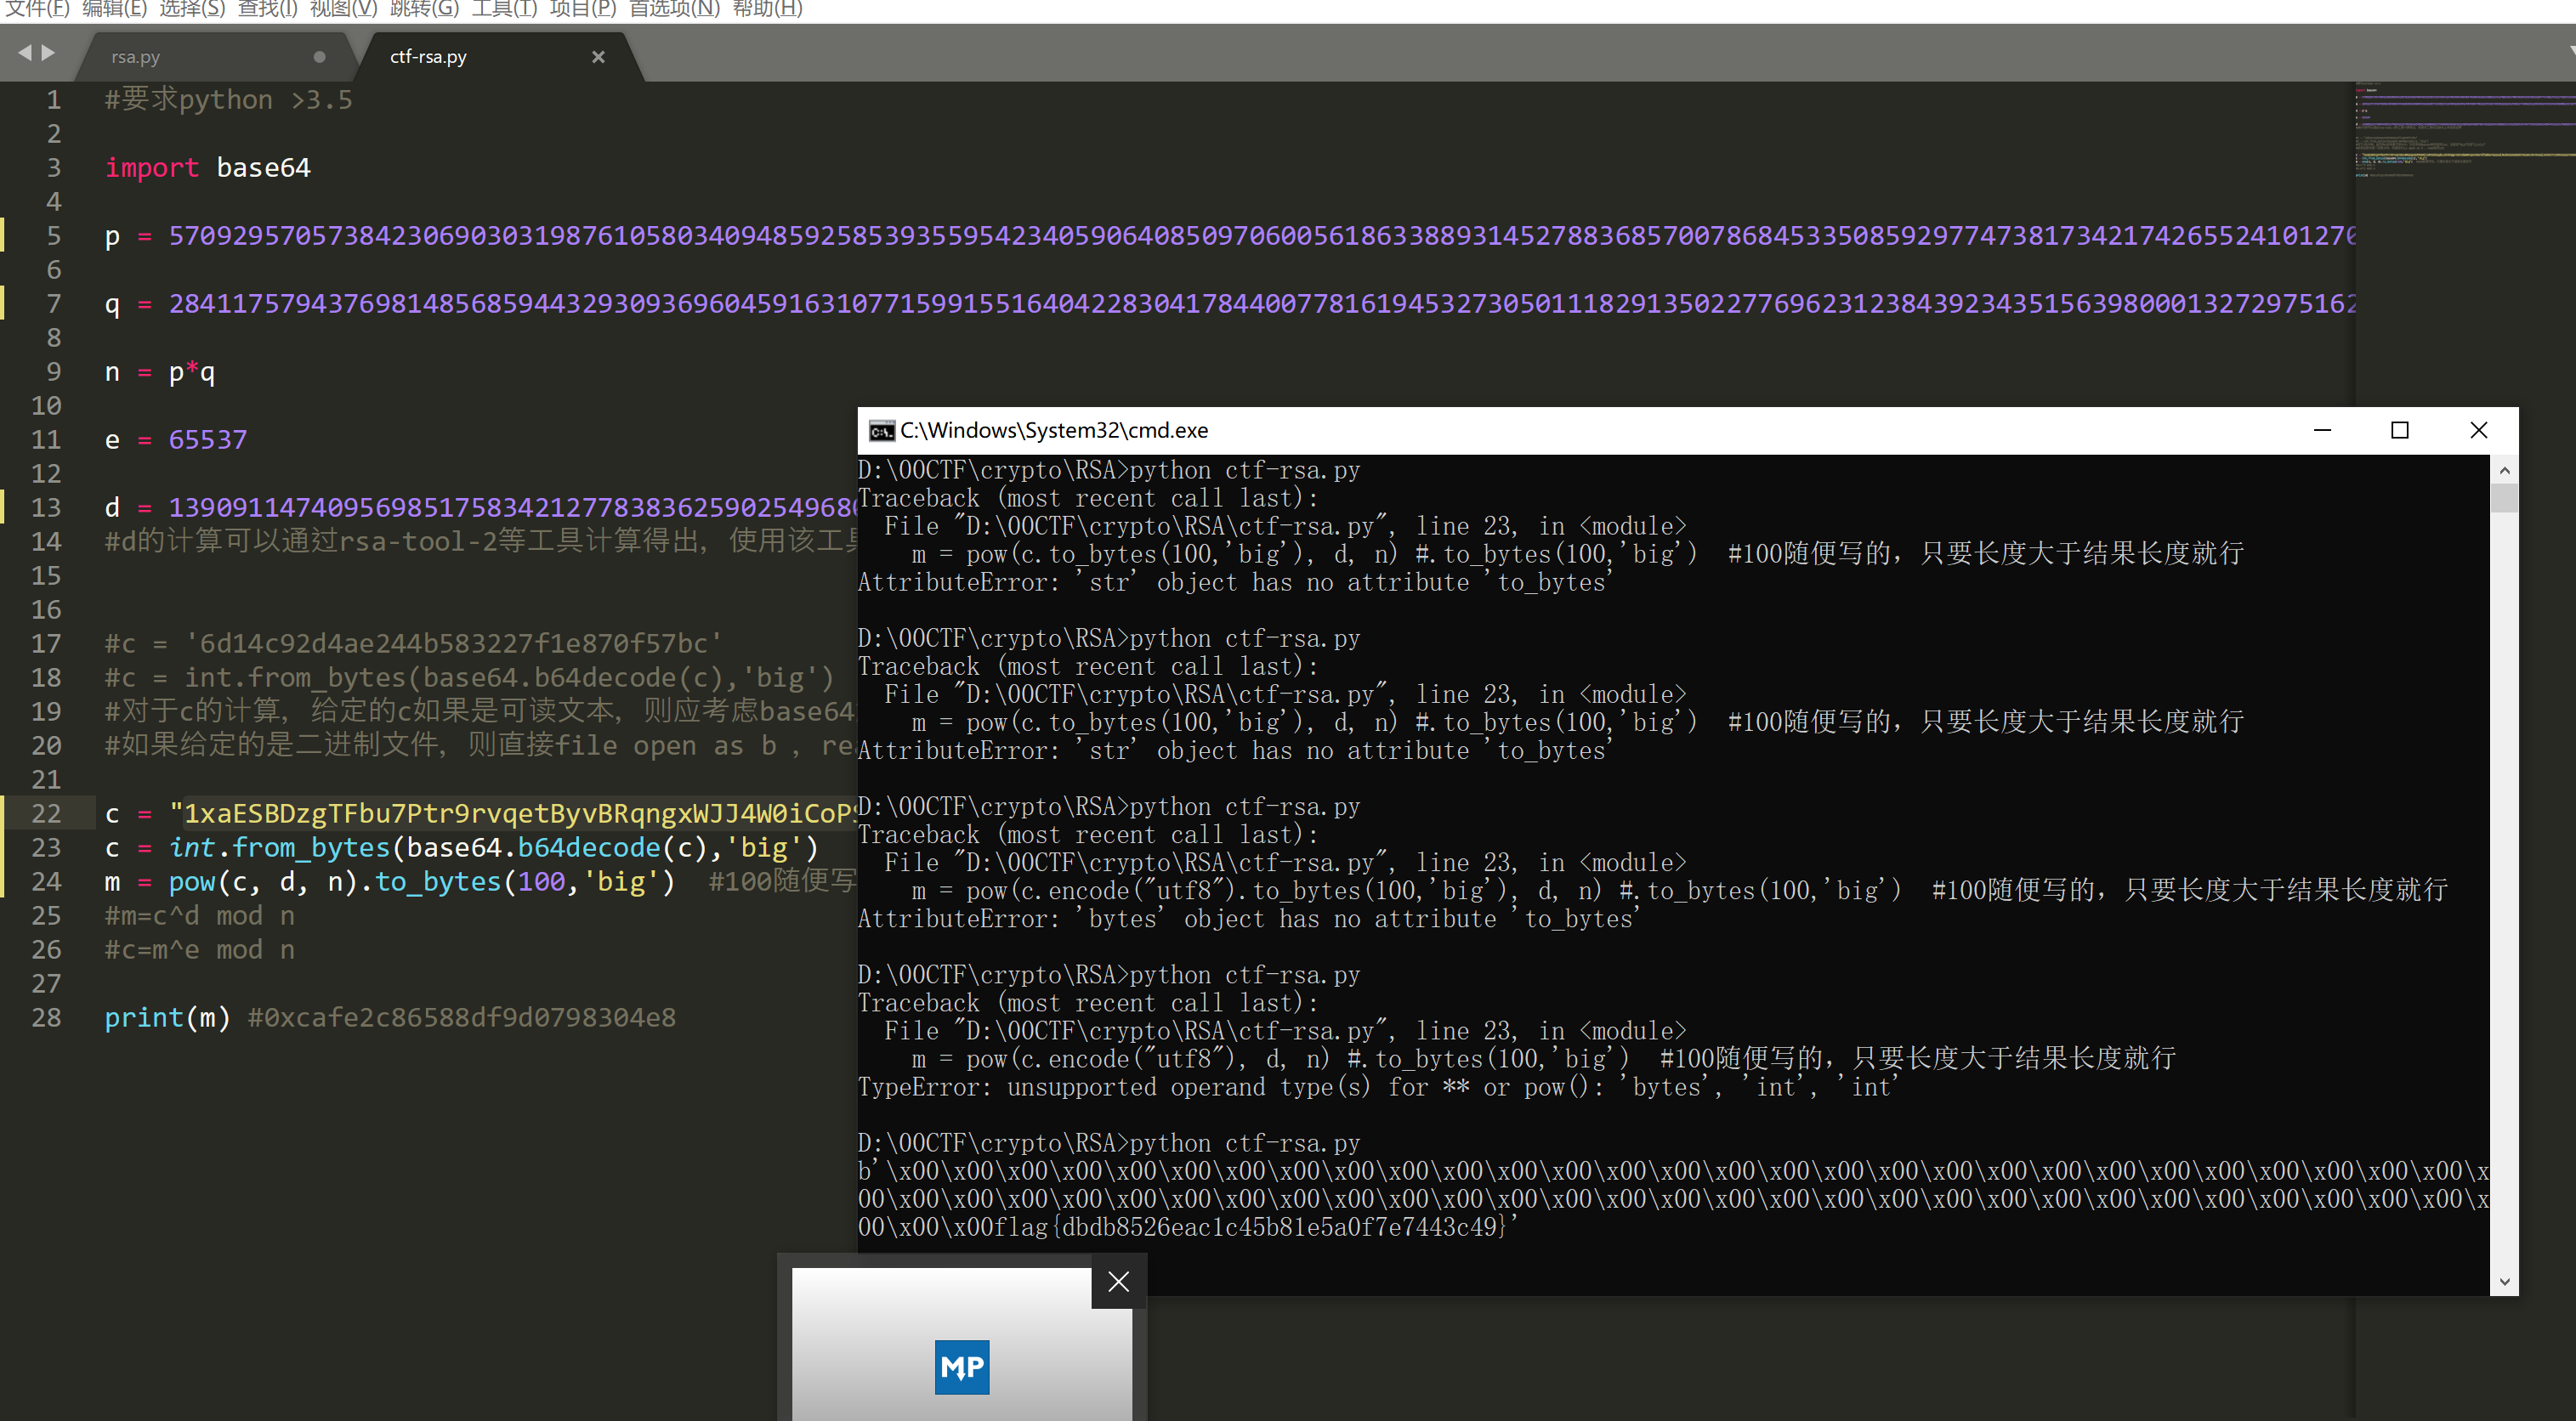 文件(F) 编辑(E) 选择(S) 查找(I) 视图(V) 跳转(G) 工具(T) 项目(P) 首选项(N) 帮助(H)
rsa.py
ctf-rsa.py
1 #要求python >3.5
2
3 import base64
4
5 p = 
6
7 q = 
8
9 n = p*q
10
11 e = 65537
12
13 d = 
14 #d的计算可以通过rsa-tool-2等工具计算得出, 使用该工具
15
16
17 #c = '6d14c92d4ae244b583227f1e870f57bc'
18 #c = int.from_bytes(base64.b64decode(c),'big')
19 #对于c的计算, 给定的c如果是可读文本, 则应考虑base64
20 #如果给定的是二进制文件, 则直接file open as b , rea
21
22 c = "1xaESBDzgTFbu7Ptr9rvqetByvBRqngxWJJ4W0iCoP
23 c = int.from_bytes(base64.b64decode(c),'big')
24 m = pow(c, d, n).to_bytes(100,'big')  #100随便写
25 #m=c^d mod n
26 #c=m^e mod n
27
28 print(m) #0xcafe2c86588df9d0798304e8
C:\Windows\System32\cmd.exe
D:\00CTF\crypto\RSA>python ctf-rsa.py
Traceback (most recent call last):
  File "D:\00CTF\crypto\RSA\ctf-rsa.py", line 23, in <module>
    m = pow(c.to_bytes(100,'big'), d, n) #.to_bytes(100,'big')  #100随便写的，只要长度大于结果长度就行
AttributeError: 'str' object has no attribute 'to_bytes'
D:\00CTF\crypto\RSA>python ctf-rsa.py
Traceback (most recent call last):
  File "D:\00CTF\crypto\RSA\ctf-rsa.py", line 23, in <module>
    m = pow(c.to_bytes(100,'big'), d, n) #.to_bytes(100,'big')  #100随便写的，只要长度大于结果长度就行
AttributeError: 'str' object has no attribute 'to_bytes'
D:\00CTF\crypto\RSA>python ctf-rsa.py
Traceback (most recent call last):
  File "D:\00CTF\crypto\RSA\ctf-rsa.py", line 23, in <module>
    m = pow(c.encode("utf8").to_bytes(100,'big'), d, n) #.to_bytes(100,'big')  #100随便写的，只要长度大于结果长度就行
AttributeError: 'bytes' object has no attribute 'to_bytes'
D:\00CTF\crypto\RSA>python ctf-rsa.py
Traceback (most recent call last):
  File "D:\00CTF\crypto\RSA\ctf-rsa.py", line 23, in <module>
    m = pow(c.encode("utf8"), d, n) #.to_bytes(100,'big')  #100随便写的，只要长度大于结果长度就行
TypeError: unsupported operand type(s) for ** or pow(): 'bytes', 'int', 'int'
D:\00CTF\crypto\RSA>python ctf-rsa.py
b'\x00\x00\x00\x00\x00\x00\x00\x00\x00\x00\x00\x00\x00\x00\x00\x00\x00\x00\x00\x00\x00\x00\x00\x00\x00\x00\x00\x00\x00\x
00\x00\x00\x00\x00\x00\x00\x00\x00\x00\x00\x00\x00\x00\x00\x00\x00\x00\x00\x00\x00\x00\x00\x00\x00\x00\x00\x00\x00\x00\x
00\x00\x00flag{dbdb8526eac1c45b81e5a0f7e7443c49}'
MP